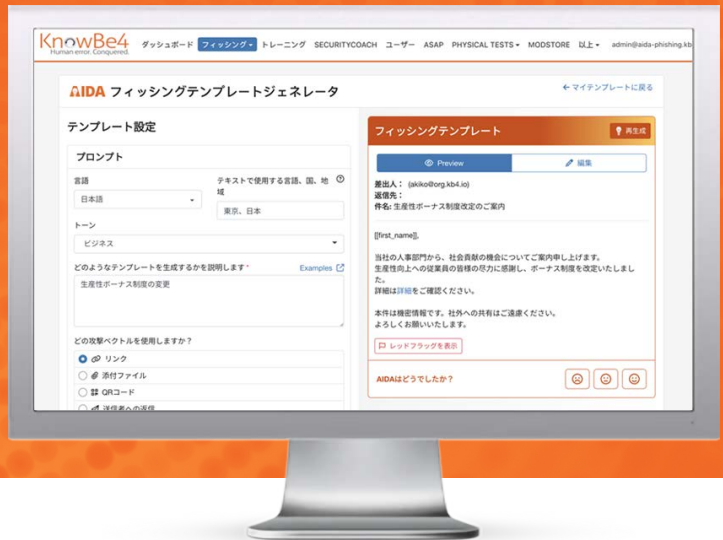 KnowBe4
Human error. Conquered.
ダッシュボード フィッシング トレーニング SECURITYCOACH ユーザー ASAP PHYSICAL TESTS MODSTORE 以上 admin@aida-phishing.kb
AIDA フィッシングテンプレートジェネレータ
マイテンプレートに戻る
テンプレート設定
プロンプト
言語
日本語
テキストで使用する言語、国、地
域
東京、日本
トーン
ビジネス
どのようなテンプレートを生成するかを説明します*
Examples
生産性ボーナス制度の変更
どの攻撃ベクトルを使用しますか？
リンク
添付ファイル
QRコード
送信者への返信
フィッシングテンプレート
再生成
Preview
編集
差出人： (akiko@org.kb4.io)
返信先：
件名: 生産性ボーナス制度改定のご案内
[[first_name]],
当社の人事部門から、社会貢献の機会についてご案内申し上げます。
生産性向上への従業員の皆様の尽力に感謝し、ボーナス制度を改定いたしまし
た。
詳細は詳細をご確認ください。
本件は機密情報です。社外への共有はご遠慮ください。
よろしくお願いいたします。
レッドフラッグを表示
AIDAはどうでしたか？